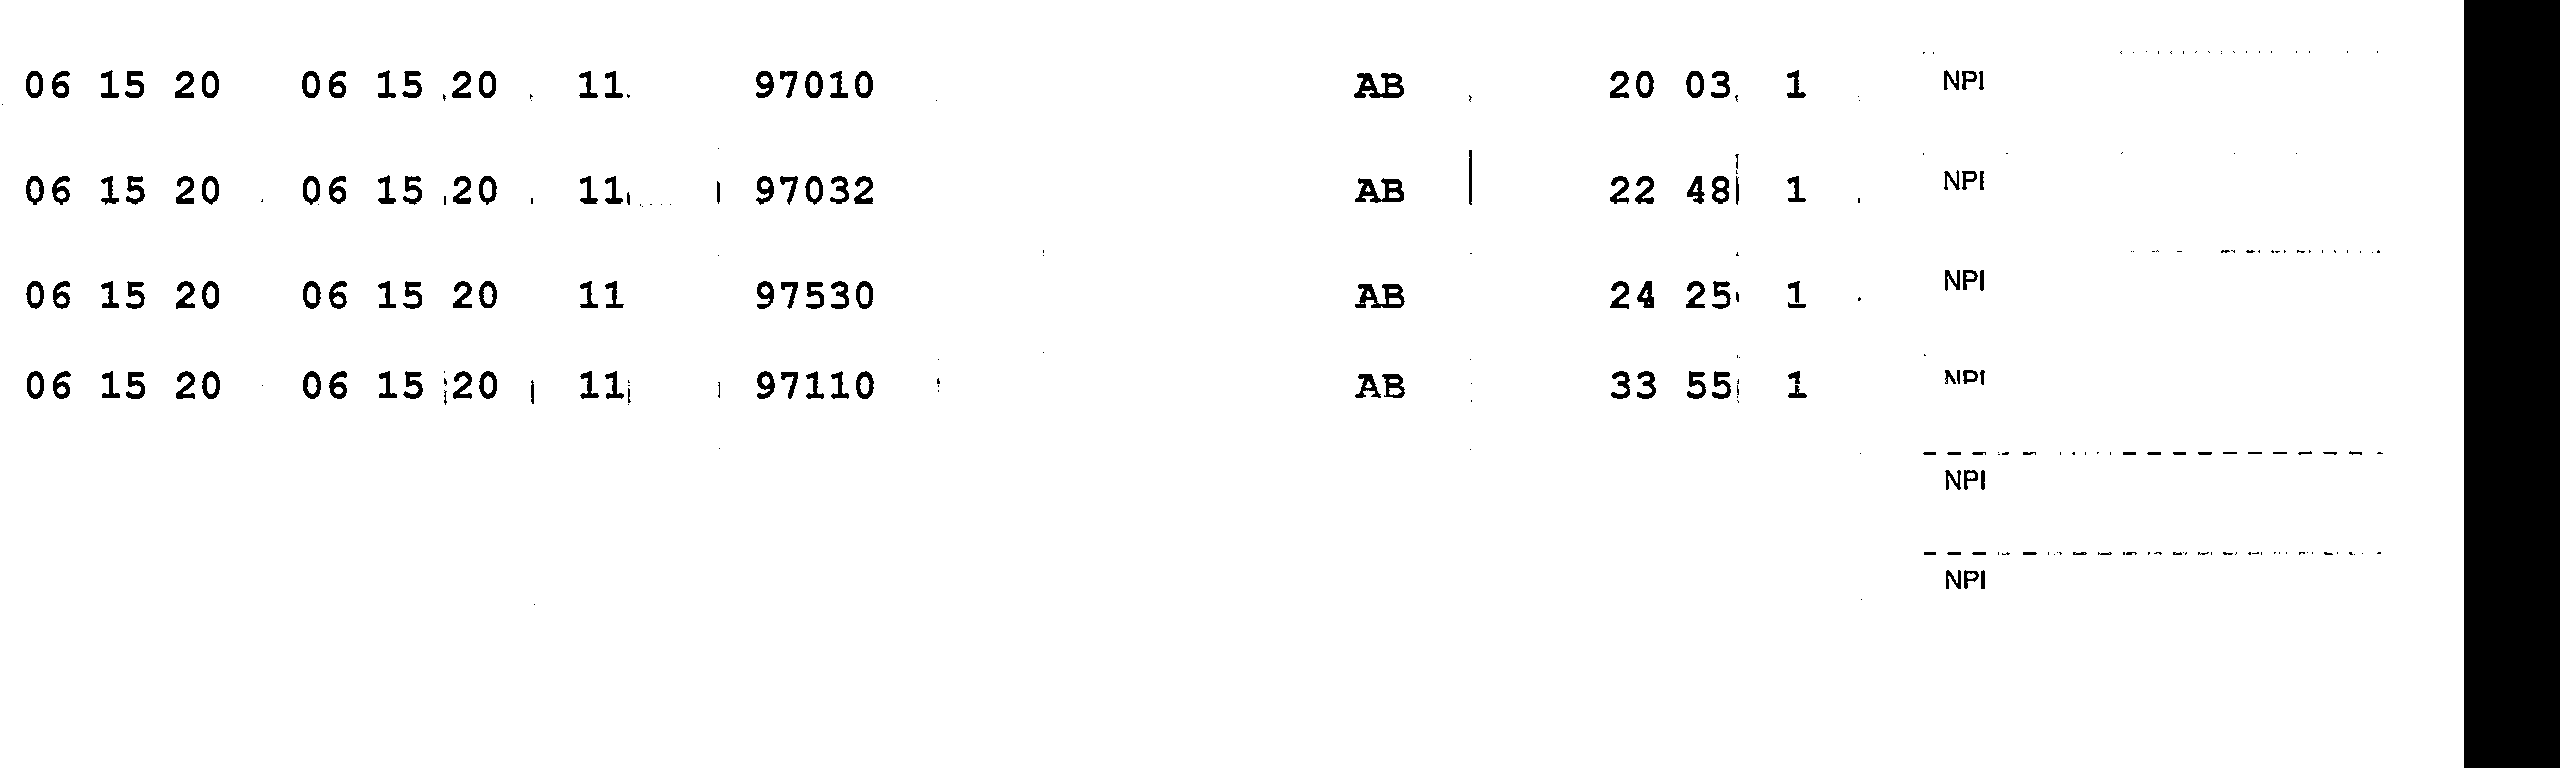 06 15 20 06 15 20 11 97010 AB 20 03 1 NPI
06 15 20 06 15 20 11 97032 AB 22 48 1 NPI
06 15 20 06 15 20 11 97530 AB 24 25 1 NPI
06 15 20 06 15 20 11 97110 AB 33 55 1 NPI
NPI
NPI